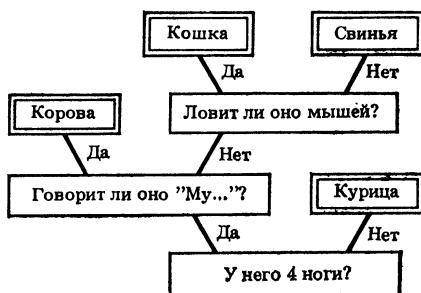 Кошка
Свинья
Да
Нет
Корова
Ловит ли оно мышей?
Да
Нет
Говорит ли оно "Му..."?
Курица
Да
Нет
У него 4 ноги?